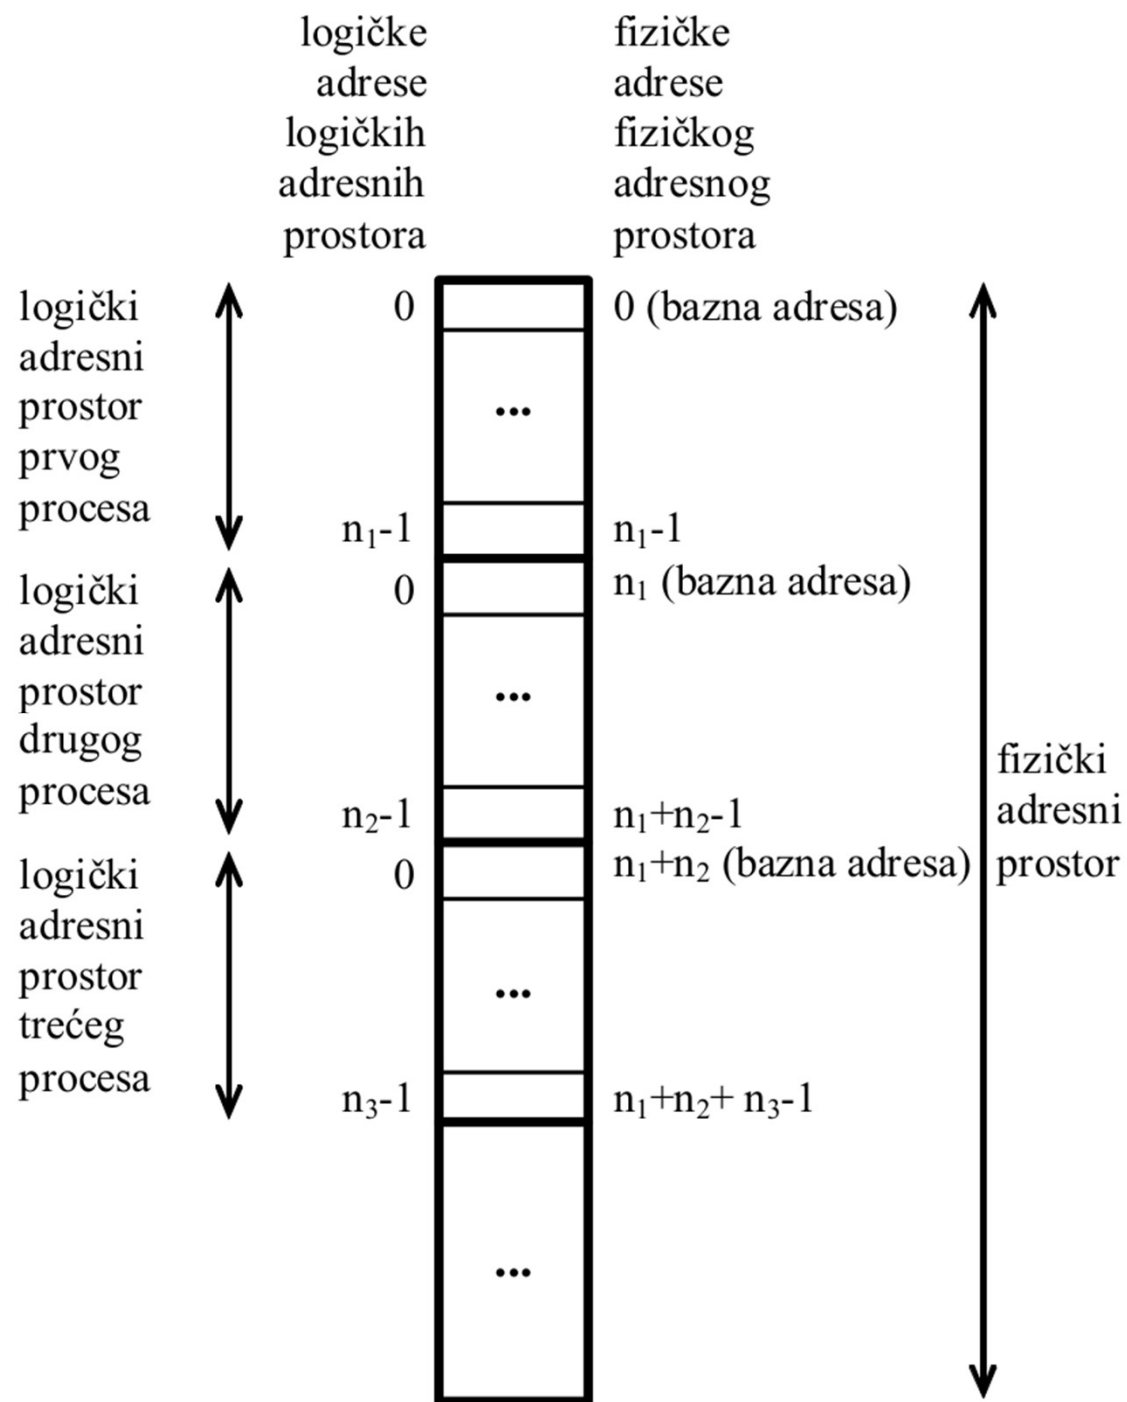 logičke
adrese
logičkih
adresnih
prostora
fizičke
adrese
fizičkog
adresnog
prostora
logički
adresni
prostor
prvog
procesa
0
0 (bazna adresa)
...
n₁-1
n₁-1
logički
adresni
prostor
drugog
procesa
0
n₁ (bazna adresa)
...
n₂-1
n₁+n₂-1
logički
adresni
prostor
trećeg
procesa
0
n₁+n₂ (bazna adresa)
...
n₃-1
n₁+n₂+ n₃-1
...
fizički
adresni
prostor